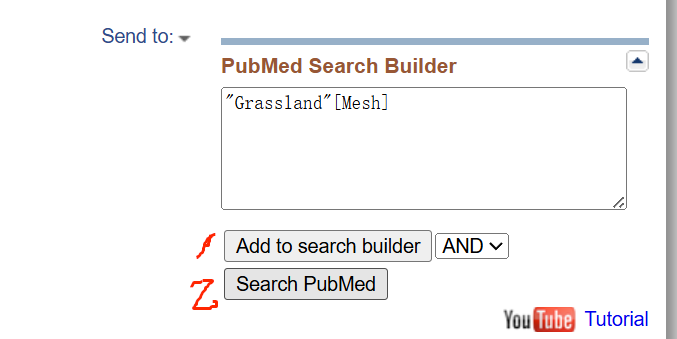 Send to:
PubMed Search Builder
"Grassland"[Mesh]
1 Add to search builder AND
2 Search PubMed
YouTube Tutorial